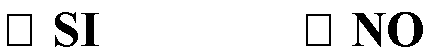 ☐ SI ☐ NO